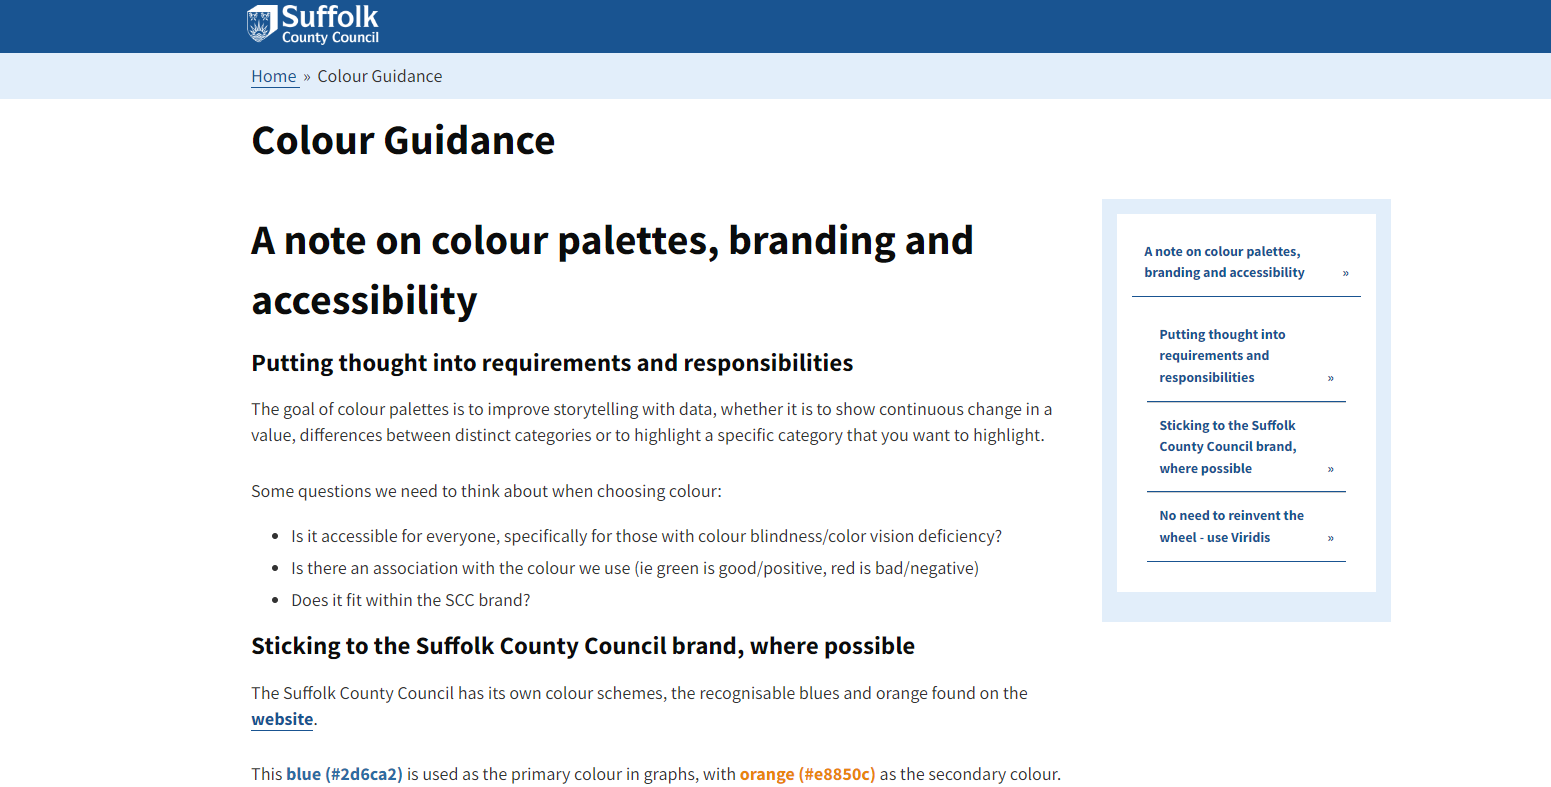 Suffolk
County Council
Home » Colour Guidance
Colour Guidance
A note on colour palettes, branding and
accessibility
Putting thought into requirements and responsibilities
The goal of colour palettes is to improve storytelling with data, whether it is to show continuous change in a
value, differences between distinct categories or to highlight a specific category that you want to highlight.
Some questions we need to think about when choosing colour:
• Is it accessible for everyone, specifically for those with colour blindness/color vision deficiency?
• Is there an association with the colour we use (ie green is good/positive, red is bad/negative)
• Does it fit within the SCC brand?
Sticking to the Suffolk County Council brand, where possible
The Suffolk County Council has its own colour schemes, the recognisable blues and orange found on the
website.
This blue (#2d6ca2) is used as the primary colour in graphs, with orange (#e8850c) as the secondary colour.
A note on colour palettes,
branding and accessibility »
Putting thought into
requirements and
responsibilities »
Sticking to the Suffolk
County Council brand,
where possible »
No need to reinvent the
wheel - use Viridis »